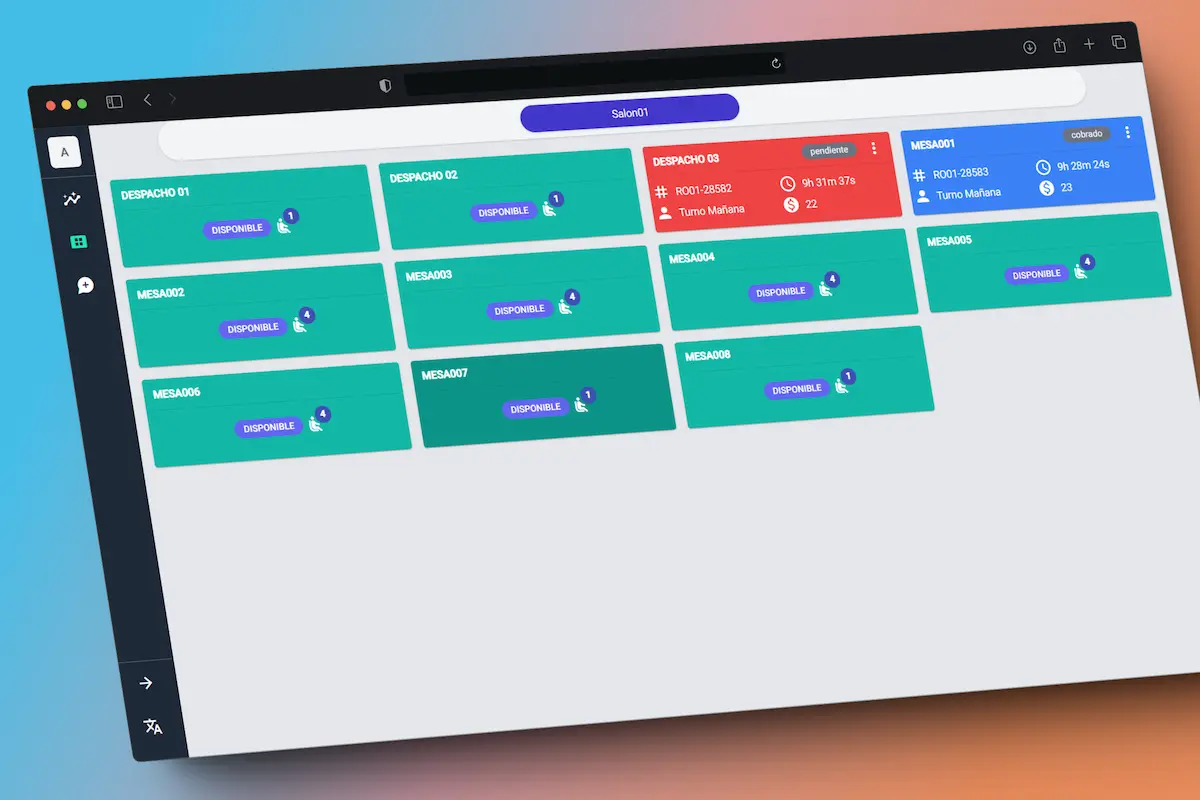 Salon01
A
DESPACHO 01
DISPONIBLE 1
DESPACHO 02
DISPONIBLE 1
DESPACHO 03 pendiente
# RO01-28582 9h 31m 37s
Turno Mañana $ 22
MESA001 cobrado
# RO01-28583 9h 28m 24s
Turno Mañana $ 23
MESA002
DISPONIBLE 4
MESA003
DISPONIBLE 4
MESA004
DISPONIBLE 4
MESA005
DISPONIBLE 4
MESA006
DISPONIBLE 4
MESA007
DISPONIBLE 1
MESA008
DISPONIBLE 1